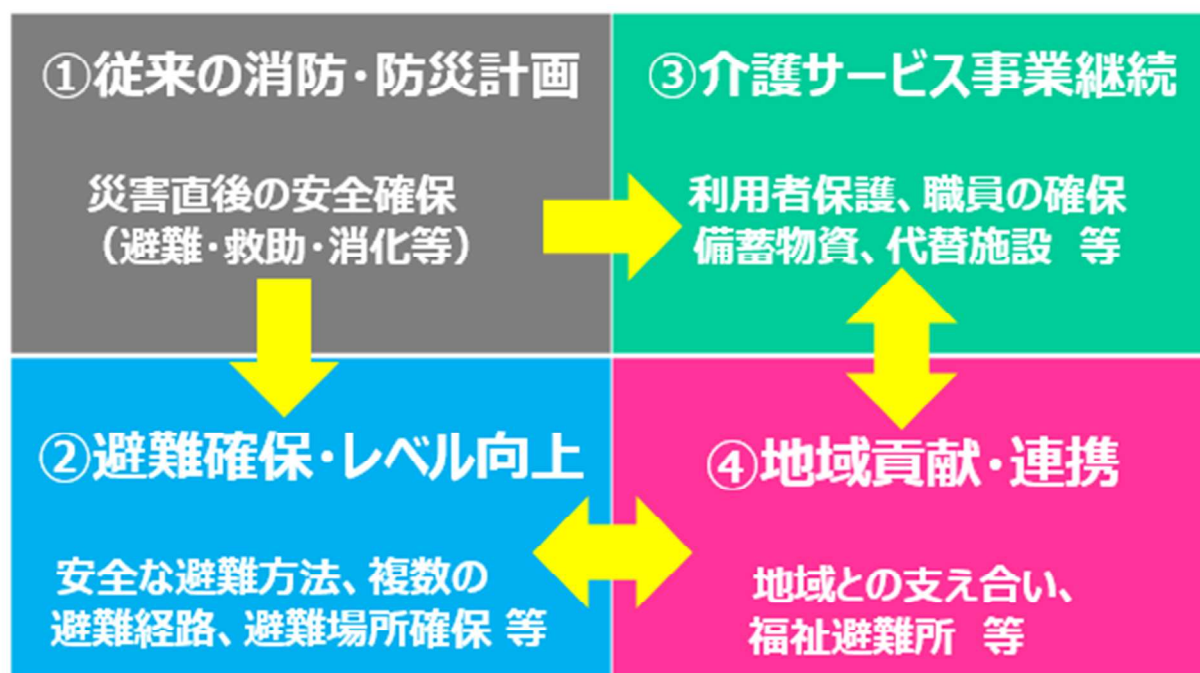 ①従来の消防・防災計画
災害直後の安全確保
（避難・救助・消化等）
②避難確保・レベル向上
安全な避難方法、複数の
避難経路、避難場所確保 等
③介護サービス事業継続
利用者保護、職員の確保
備蓄物資、代替施設 等
④地域貢献・連携
地域との支え合い、
福祉避難所 等